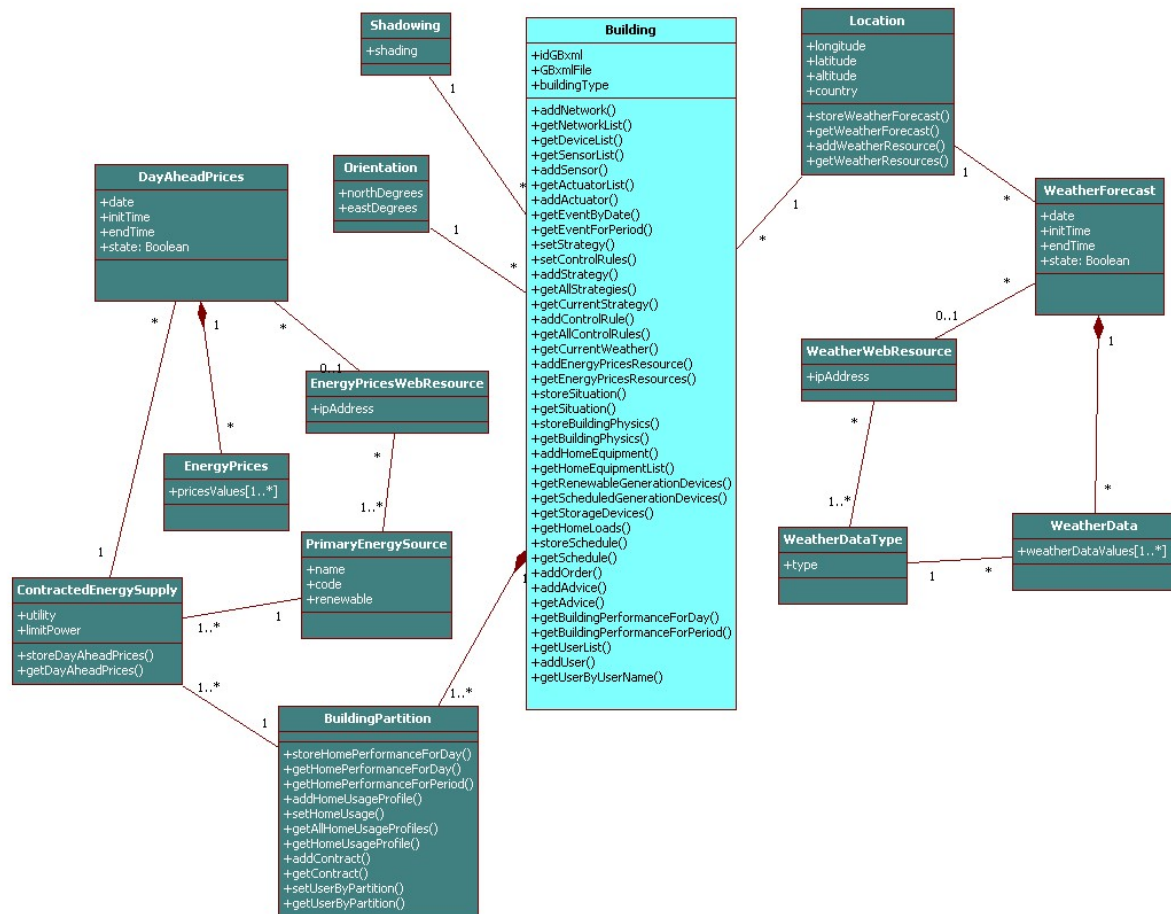 Shadowing
+shading
1
*
Building
+idGBxml
+GBxmlFile
+buildingType
+addNetwork()
+getNetworkList()
+getDeviceList()
+getSensorList()
+addSensor()
+getActuatorList()
+addActuator()
+getEventByDate()
+getEventForPeriod()
+setStrategy()
+setControlRules()
+addStrategy()
+getAllStrategies()
+getCurrentStrategy()
+addControlRule()
+getAllControlRules()
+getCurrentWeather()
+addEnergyPricesResource()
+getEnergyPricesResources()
+storeSituation()
+getSituation()
+storeBuildingPhysics()
+getBuildingPhysics()
+addHomeEquipment()
+getHomeEquipmentList()
+getRenewableGenerationDevices()
+getScheduledGenerationDevices()
+getStorageDevices()
+getHomeLoads()
+storeSchedule()
+getSchedule()
+addOrder()
+addAdvice()
+getAdvice()
+getBuildingPerformanceForDay()
+getBuildingPerformanceForPeriod()
+getUserList()
+addUser()
+getUserByUserName()
Location
+longitude
+latitude
+altitude
+country
+storeWeatherForecast()
+getWeatherForecast()
+addWeatherResource()
+getWeatherResources()
1
*
1
*
Orientation
+northDegrees
+eastDegrees
1
*
DayAheadPrices
+date
+initTime
+endTime
+state: Boolean
*
1
*
0..1
WeatherForecast
+date
+initTime
+endTime
+state: Boolean
*
0..1
1
*
EnergyPricesWebResource
+ipAddress
*
1..*
WeatherWebResource
+ipAddress
*
1..*
*
EnergyPrices
+pricesValues[1..*]
PrimaryEnergySource
+name
+code
+renewable
1
1..*
WeatherDataType
+type
1
*
WeatherData
+weatherDataValues[1..*]
1
ContractedEnergySupply
+utility
+limitPower
+storeDayAheadPrices()
+getDayAheadPrices()
1..*
1
1
1..*
BuildingPartition
+storeHomePerformanceForDay()
+getHomePerformanceForDay()
+getHomePerformanceForPeriod()
+addHomeUsageProfile()
+setHomeUsage()
+getAllHomeUsageProfiles()
+getHomeUsageProfile()
+addContract()
+getContract()
+setUserByPartition()
+getUserByPartition()